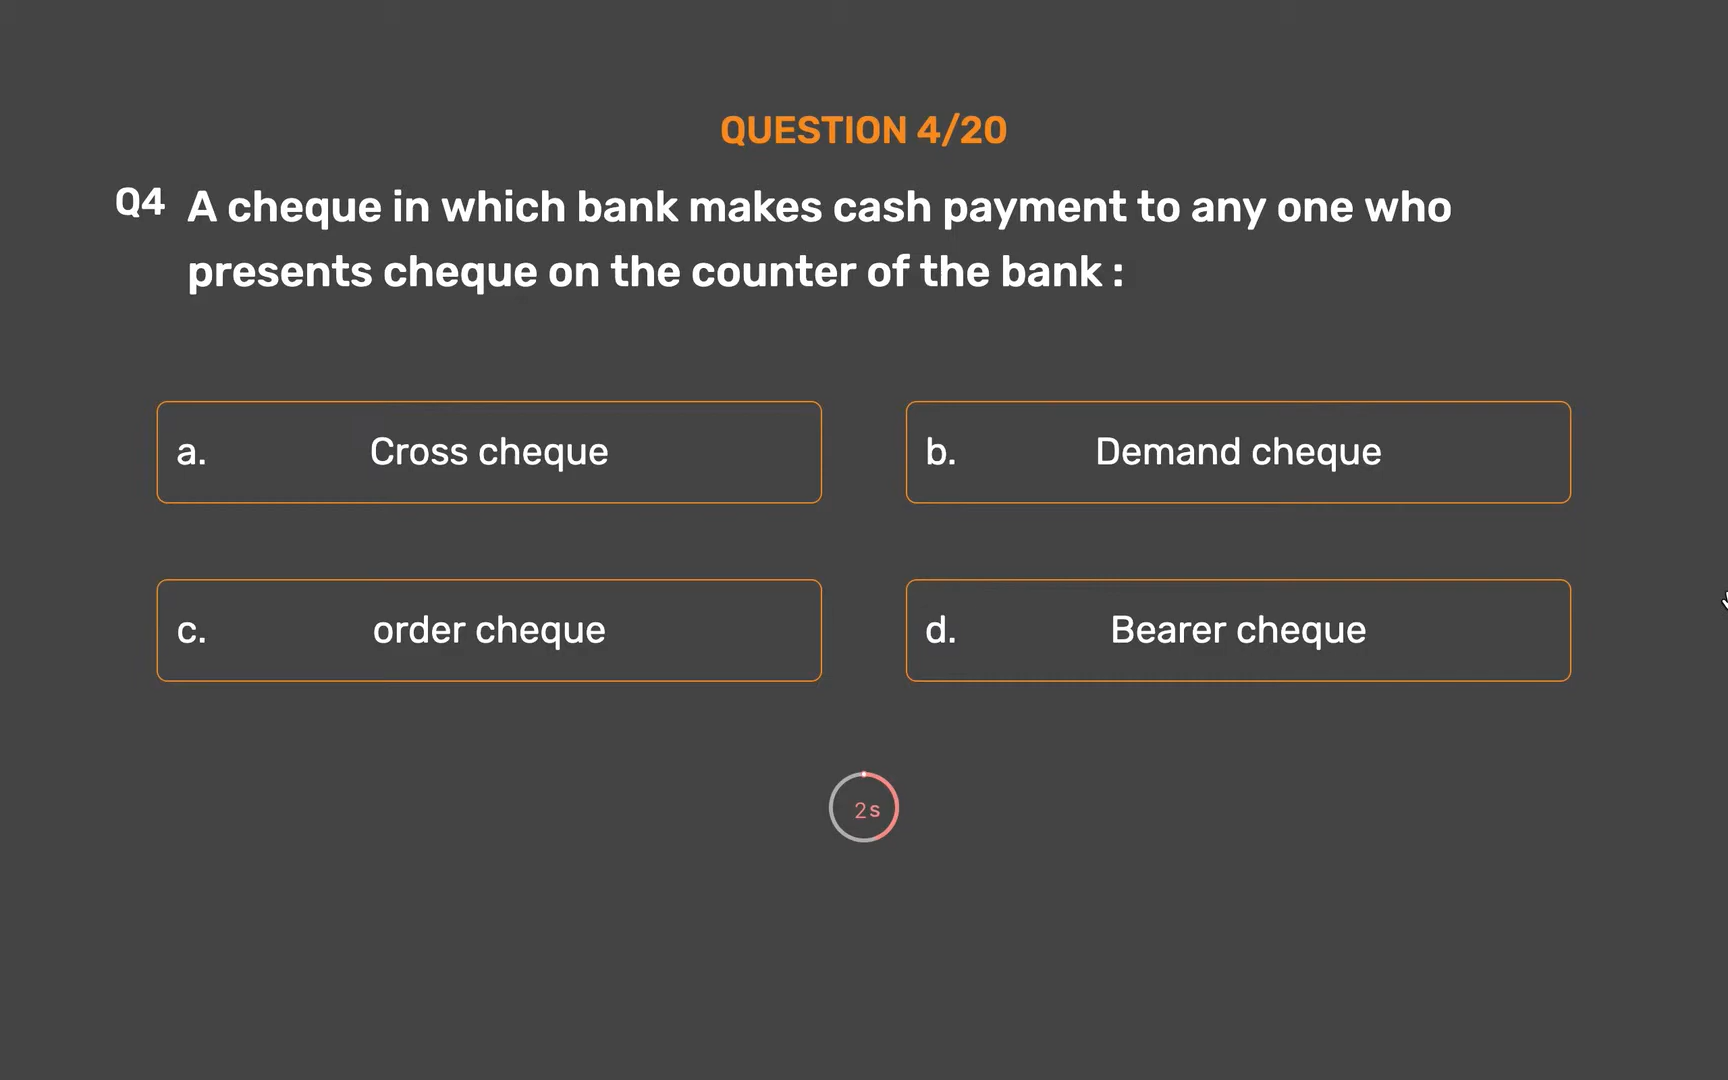 QUESTION 4/20
Q4 A cheque in which bank makes cash payment to any one who
presents cheque on the counter of the bank :
a. Cross cheque
b. Demand cheque
c. order cheque
d. Bearer cheque
2s